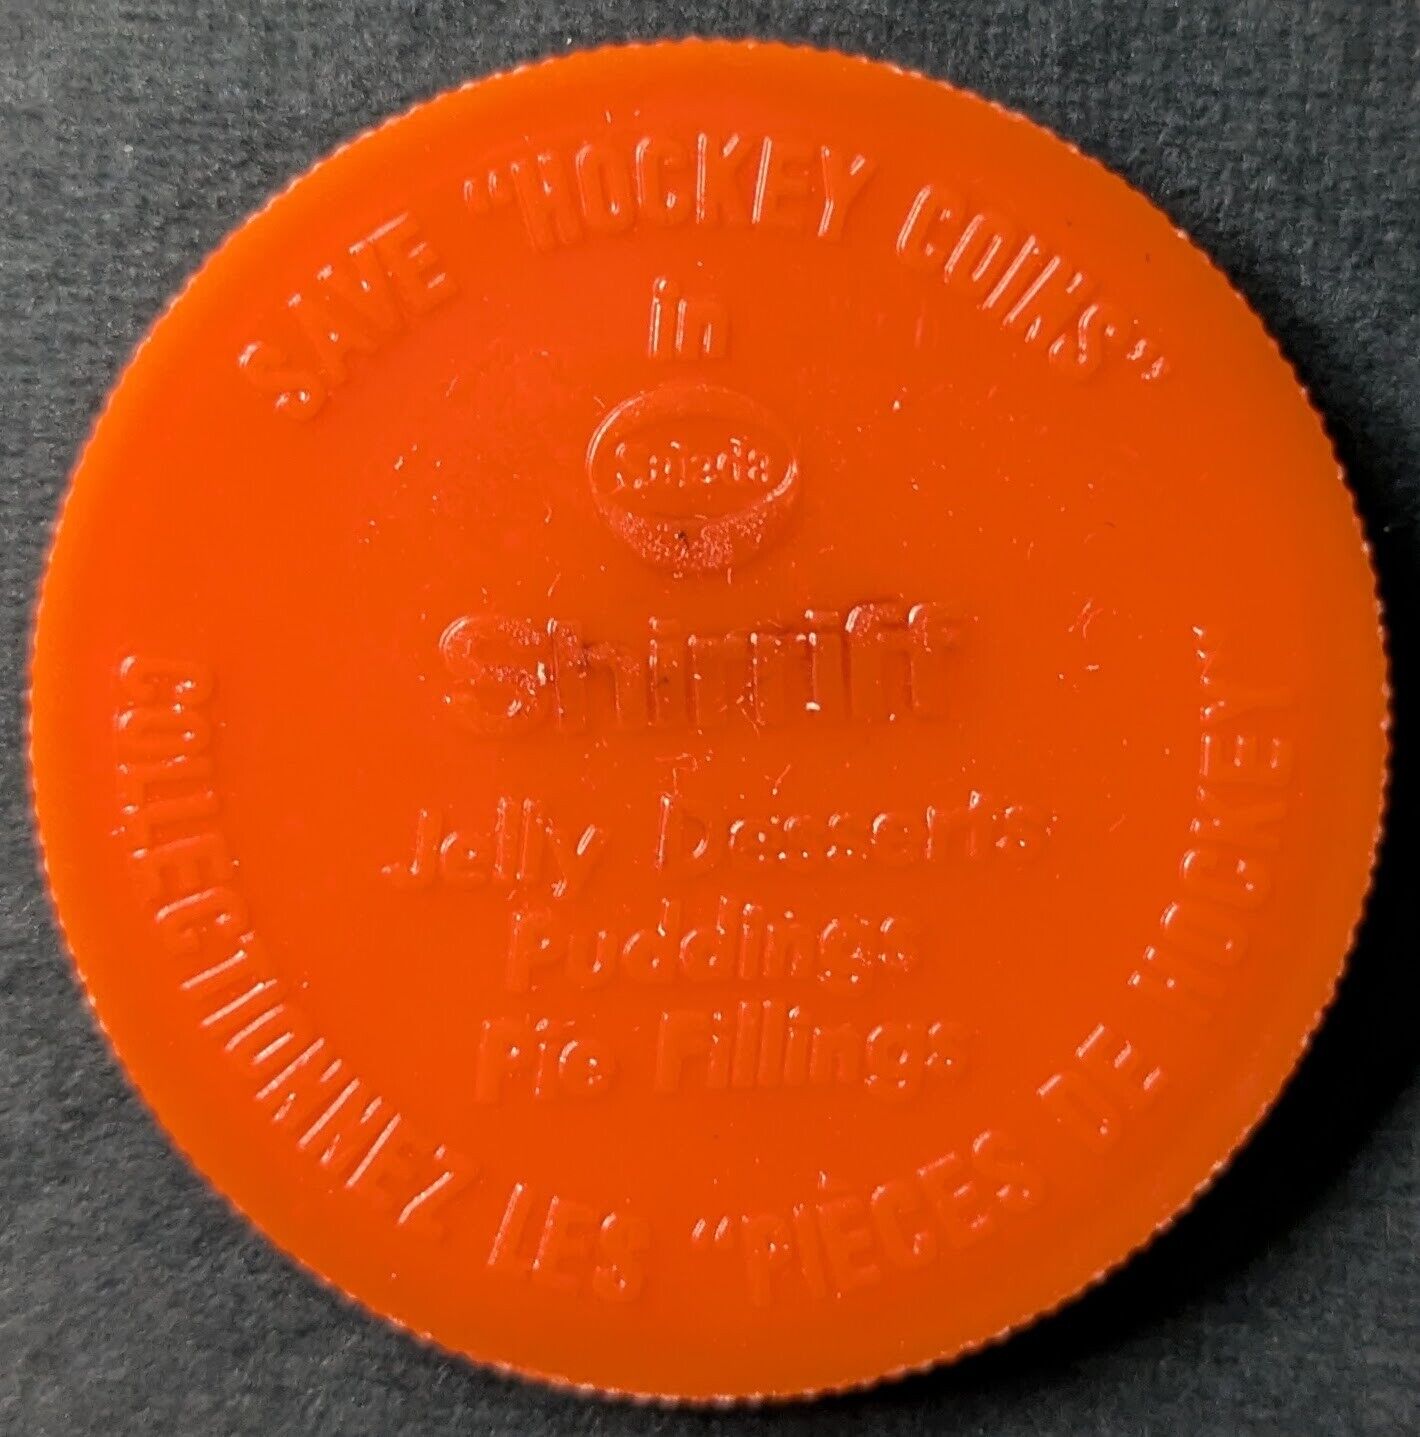 SAVE "HOCKEY COINS"
in
Salada
Shirriff
Jelly Desserts
Puddings
Pie Fillings
COLLECTIONNEZ LES "PIÈCES DE HOCKEY"